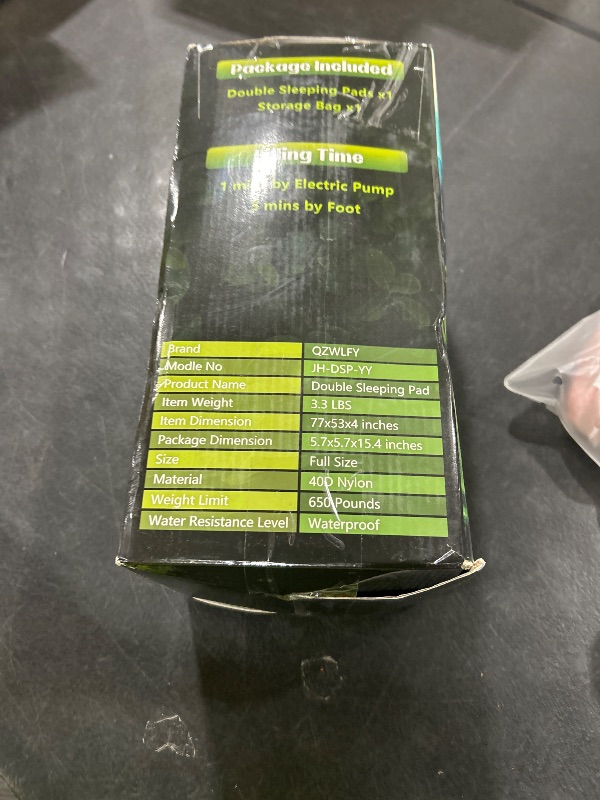 Package Included
Double Sleeping Pads x1
Storage Bag x1
Time
1 by Electric Pump
mins by Foot
Brand QZWLFY
Modle No JH-DSP-YY
Product Name Double Sleeping Pad
Item Weight 3.3 LBS
Item Dimension 77x53x4 inches
Package Dimension 5.7x5.7x15.4 inches
Size Full Size
Material 40D Nylon
Weight Limit 650 Pounds
Water Resistance Level Waterproof